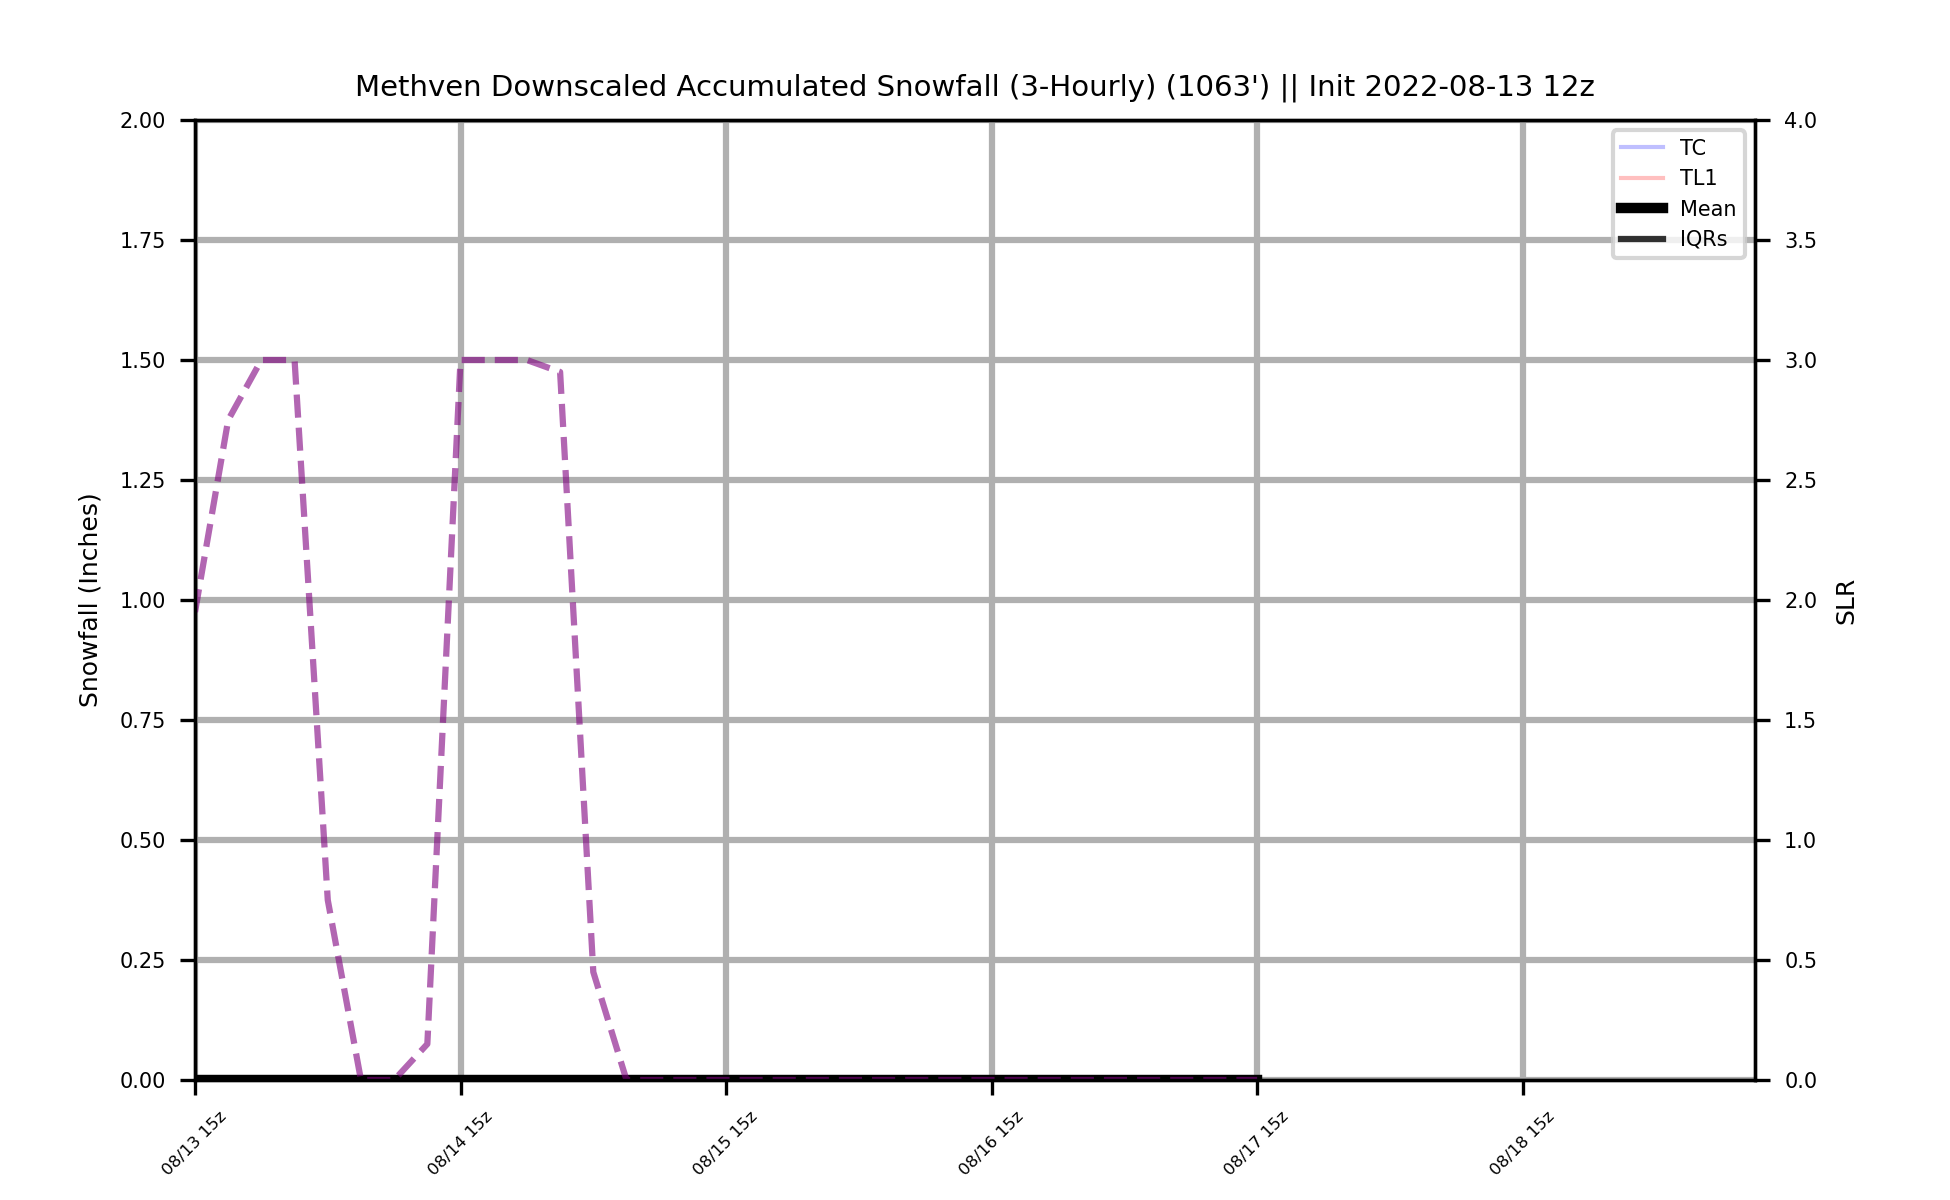 Methven Downscaled Accumulated Snowfall (3-Hourly) (1063') || Init 2022-08-13 12z
2.00
1.75
1.50
1.25
1.00
0.75
0.50
0.25
0.00
Snowfall (Inches)
4.0
3.5
3.0
2.5
2.0
1.5
1.0
0.5
0.0
SLR
TC
TL1
Mean
IQRs
08/13 15z
08/14 15z
08/15 15z
08/16 15z
08/17 15z
08/18 15z